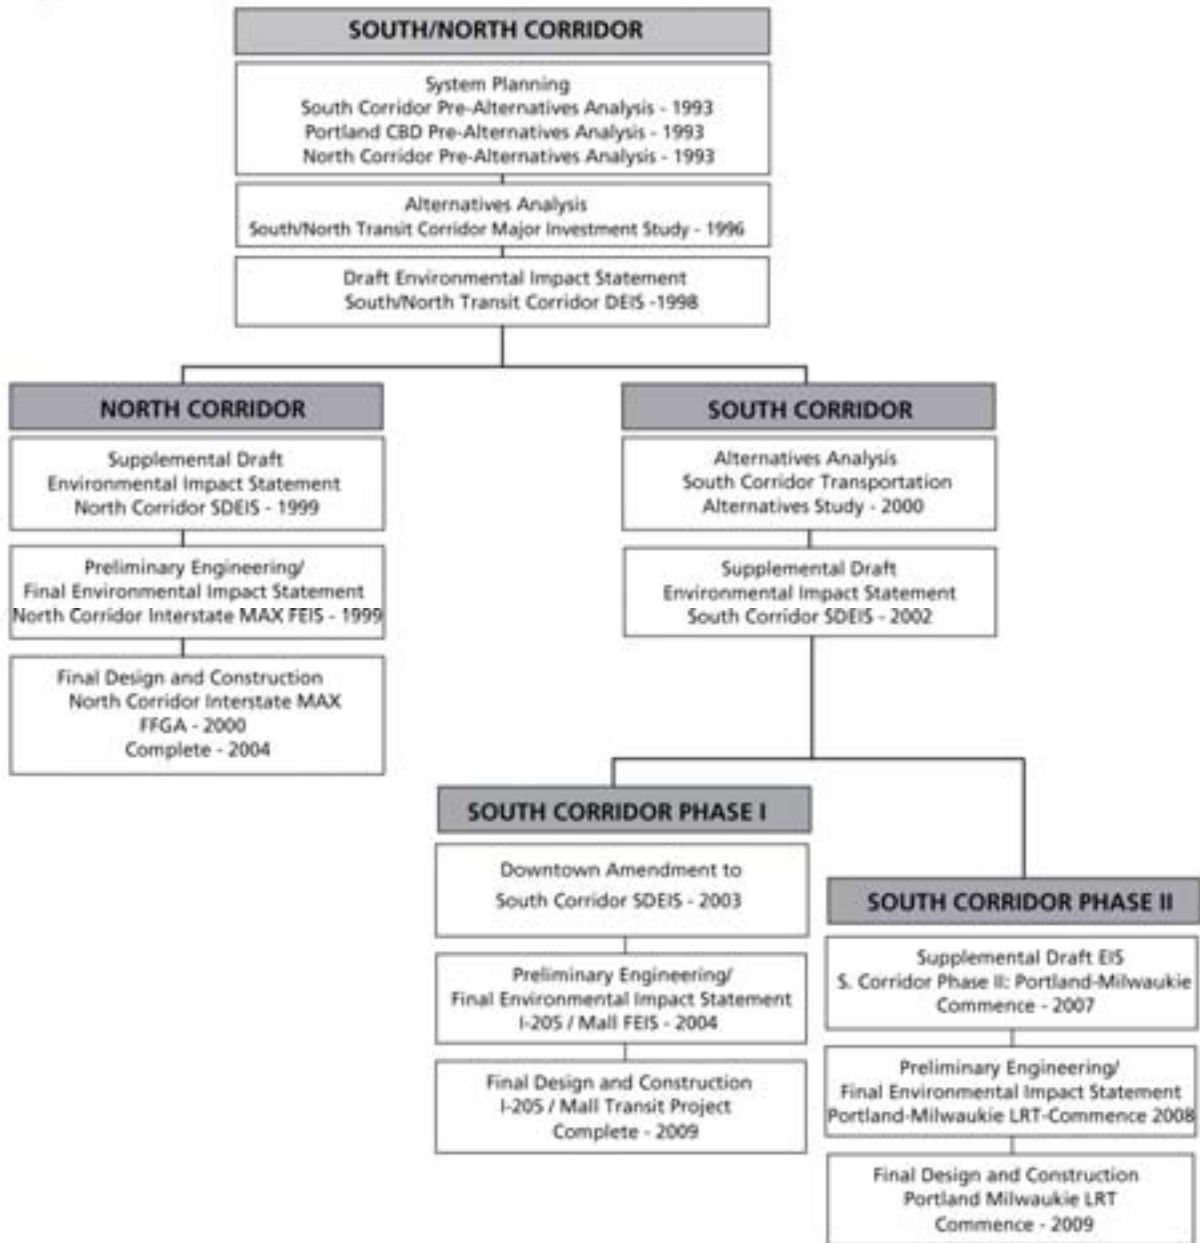 SOUTH/NORTH CORRIDOR
System Planning
South Corridor Pre-Alternatives Analysis - 1993
Portland CBD Pre-Alternatives Analysis - 1993
North Corridor Pre-Alternatives Analysis - 1993
Alternatives Analysis
South/North Transit Corridor Major Investment Study - 1996
Draft Environmental Impact Statement
South/North Transit Corridor DEIS -1998
NORTH CORRIDOR
Supplemental Draft
Environmental Impact Statement
North Corridor SDEIS - 1999
Preliminary Engineering/
Final Environmental Impact Statement
North Corridor Interstate MAX FEIS - 1999
Final Design and Construction
North Corridor Interstate MAX
FFGA - 2000
Complete - 2004
SOUTH CORRIDOR
Alternatives Analysis
South Corridor Transportation
Alternatives Study - 2000
Supplemental Draft
Environmental Impact Statement
South Corridor SDEIS - 2002
SOUTH CORRIDOR PHASE I
Downtown Amendment to
South Corridor SDEIS - 2003
Preliminary Engineering/
Final Environmental Impact Statement
I-205 / Mall FEIS - 2004
Final Design and Construction
I-205 / Mall Transit Project
Complete - 2009
SOUTH CORRIDOR PHASE II
Supplemental Draft EIS
S. Corridor Phase II: Portland-Milwaukie
Commence - 2007
Preliminary Engineering/
Final Environmental Impact Statement
Portland-Milwaukie LRT-Commence 2008
Final Design and Construction
Portland Milwaukie LRT
Commence - 2009